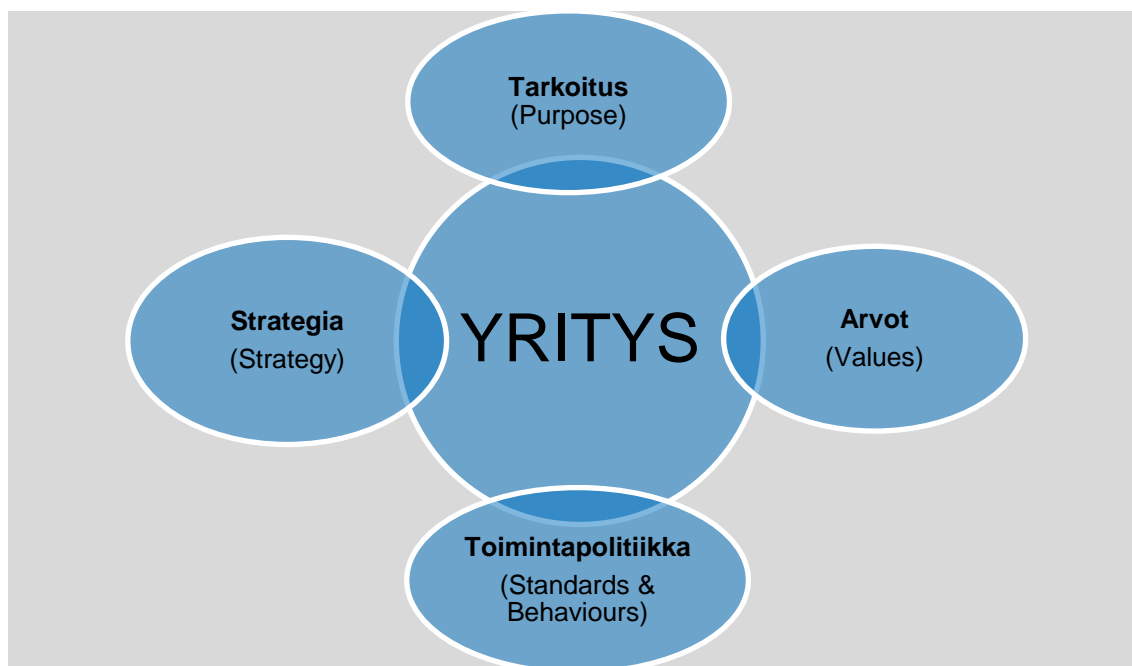 Tarkoitus
(Purpose)
Strategia
(Strategy)
YRITYS
Arvot
(Values)
Toimintapolitiikka
(Standards &
Behaviours)